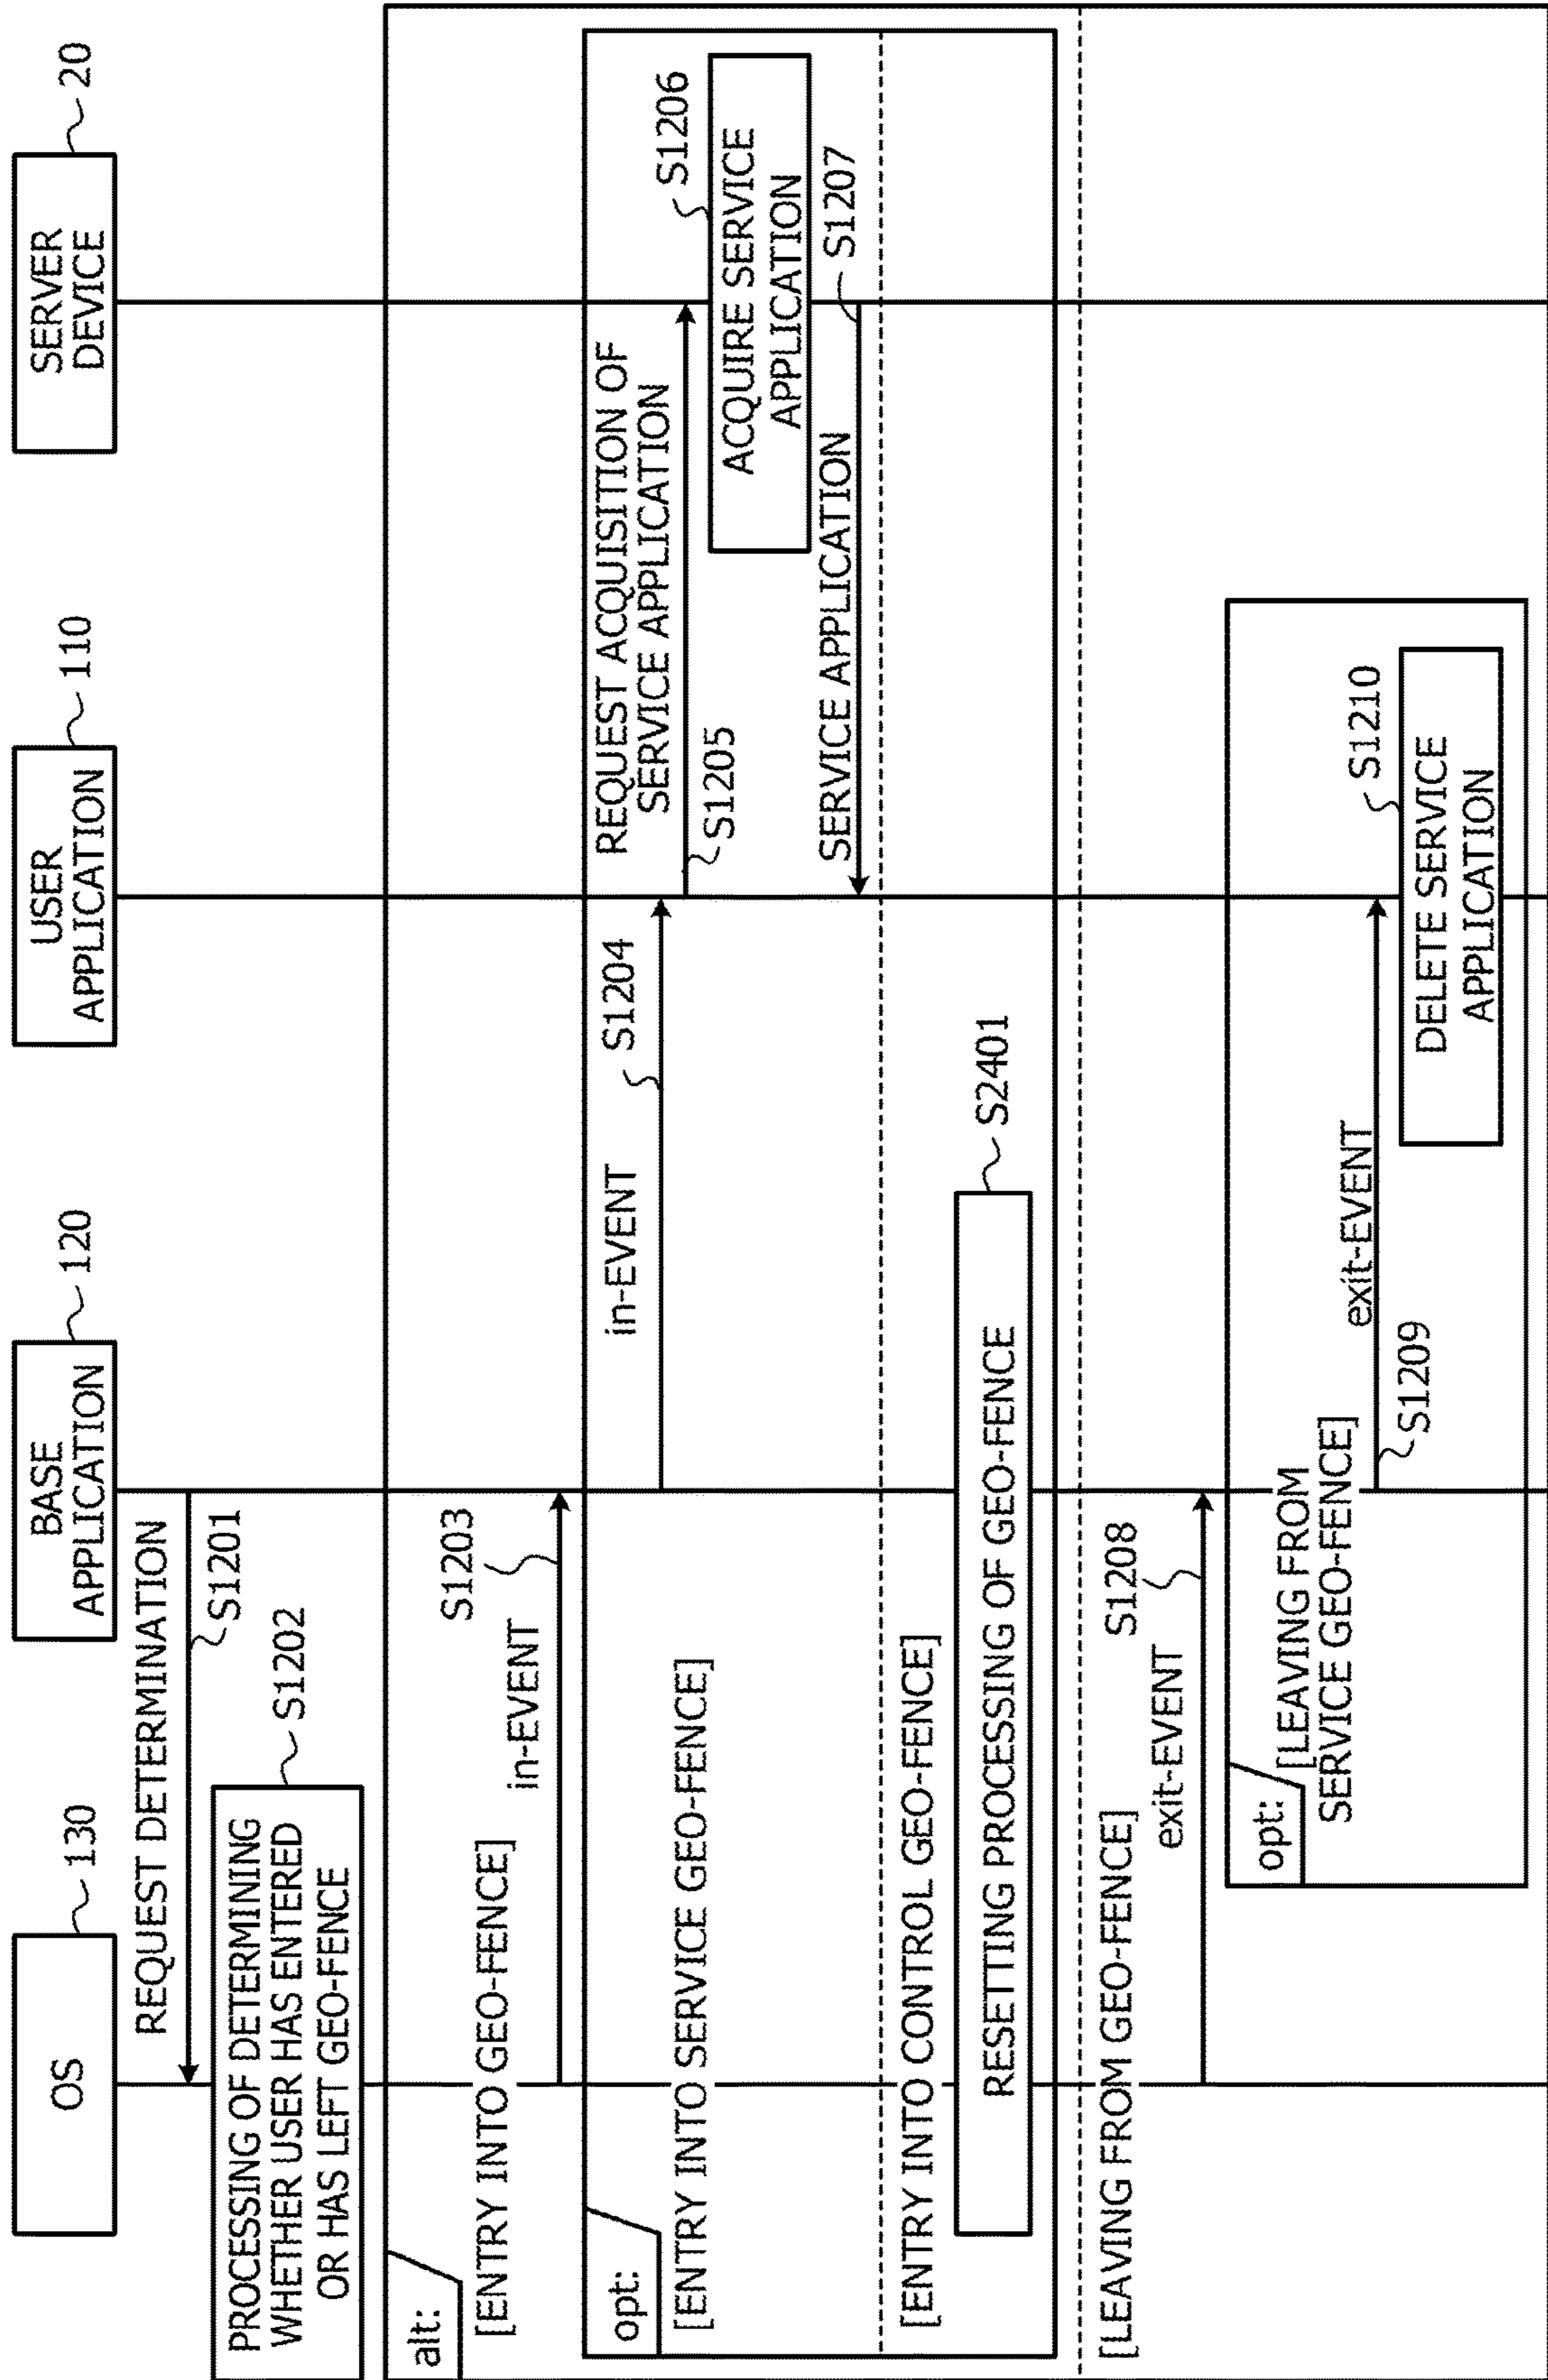 OS
130
BASE
APPLICATION
120
USER
APPLICATION
110
SERVER
DEVICE
20
REQUEST DETERMINATION
S1201
PROCESSING OF DETERMINING
WHETHER USER HAS ENTERED
OR HAS LEFT GEO-FENCE
S1202
alt:
[ENTRY INTO GEO-FENCE]
S1203
in-EVENT
opt:
[ENTRY INTO SERVICE GEO-FENCE]
in-EVENT
S1204
REQUEST ACQUISITION OF
SERVICE APPLICATION
S1205
S1206
ACQUIRE SERVICE
APPLICATION
SERVICE APPLICATION
S1207
[ENTRY INTO CONTROL GEO-FENCE]
RESETTING PROCESSING OF GEO-FENCE
S2401
[LEAVING FROM GEO-FENCE]
S1208
exit-EVENT
opt:
[LEAVING FROM
SERVICE GEO-FENCE]
exit-EVENT
S1209
S1210
DELETE SERVICE
APPLICATION